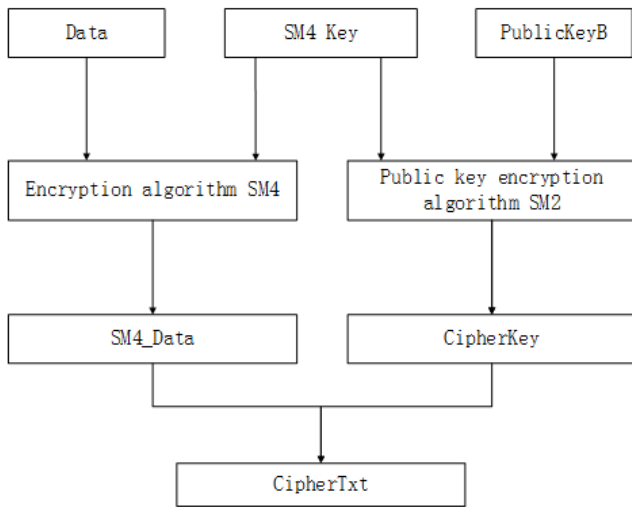 Data
SM4 Key
PublicKeyB
Encryption algorithm SM4
Public key encryption
algorithm SM2
SM4_Data
CipherKey
CipherTxt